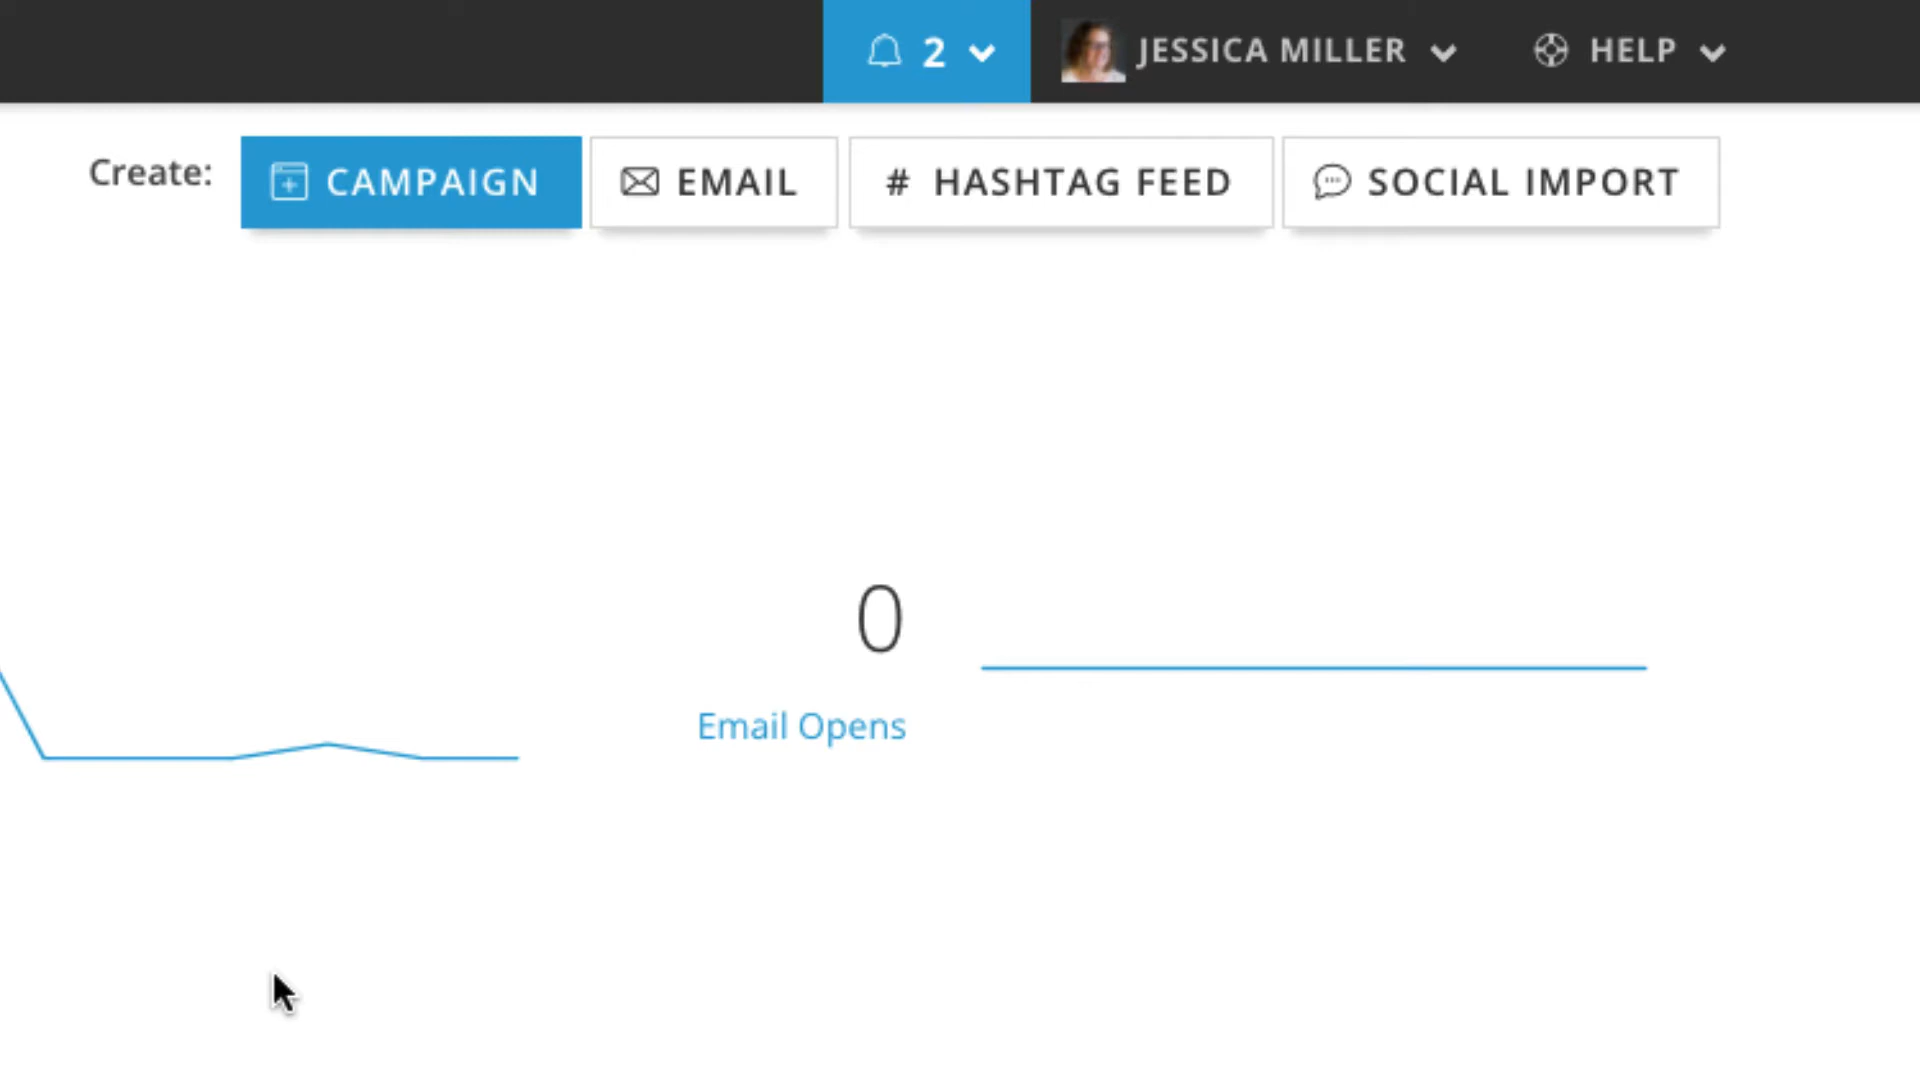 2 JESSICA MILLER HELP
Create: CAMPAIGN EMAIL # HASHTAG FEED SOCIAL IMPORT
0
Email Opens